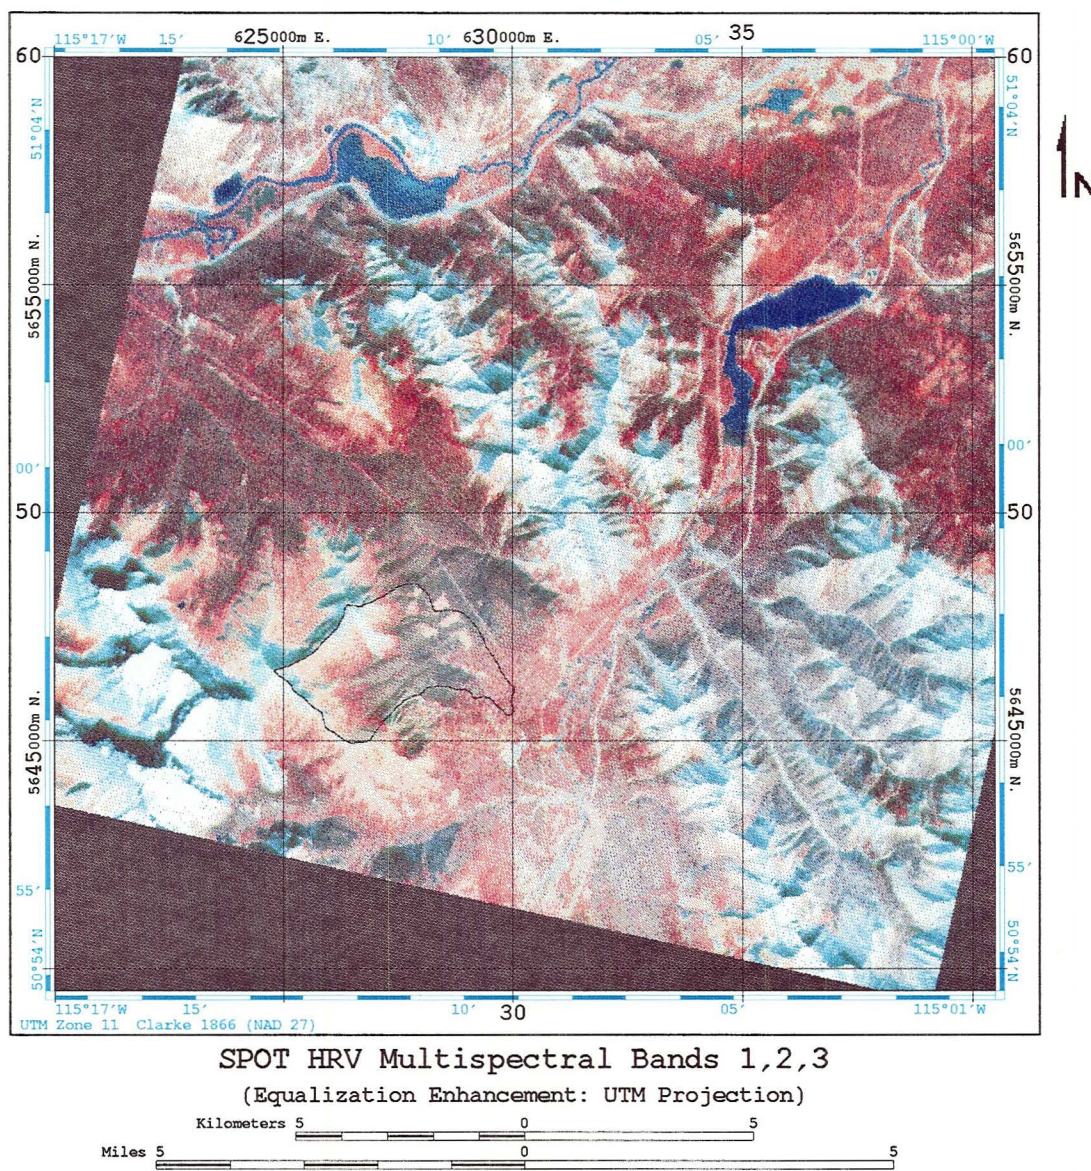 115°17'W 15' 625000m E. 10' 630000m E. 05' 35 115°00'W
60 60
51°04'N 51°04'N
N
5655000m N. 5655000m N.
00' 00'
50 50
5645000m N. 5645000m N.
55' 55'
50°54'N 50°54'N
115°17'W 15' 10' 30 05' 115°01'W
UTM Zone 11 Clarke 1866 (NAD 27)
SPOT HRV Multispectral Bands 1,2,3
(Equalization Enhancement: UTM Projection)
Kilometers 5 0 5
Miles 5 0 5